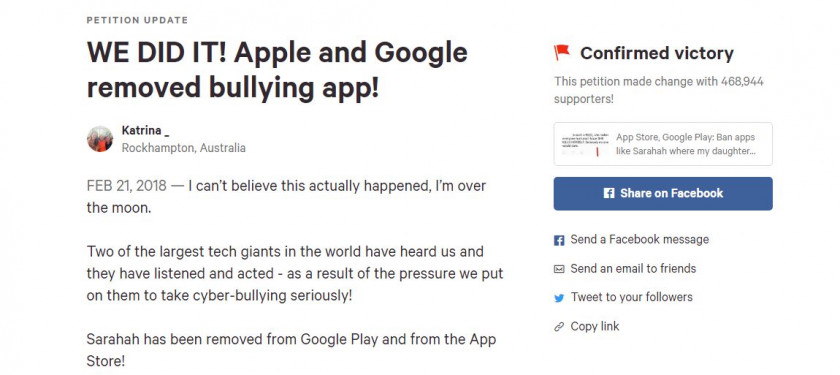 PETITION UPDATE
WE DID IT! Apple and Google
removed bullying app!
Katrina _
Rockhampton, Australia
FEB 21, 2018 — I can't believe this actually happened, I'm over
the moon.
Two of the largest tech giants in the world have heard us and
they have listened and acted - as a result of the pressure we put
on them to take cyber-bullying seriously!
Sarahah has been removed from Google Play and from the App
Store!
Confirmed victory
This petition made change with 468,944
supporters!
App Store, Google Play: Ban apps
like Sarahah where my daughter...
Share on Facebook
Send a Facebook message
Send an email to friends
Tweet to your followers
Copy link